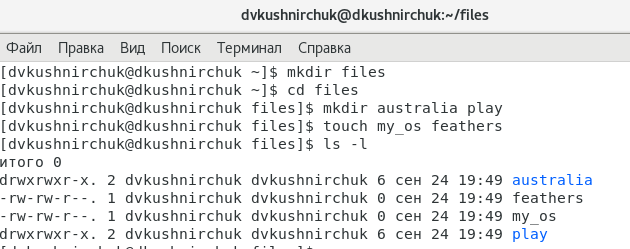 dvkushnirchuk@dkushnirchuk:~/files
Файл Правка Вид Поиск Терминал Справка
[dvkushnirchuk@dkushnirchuk ~]$ mkdir files
[dvkushnirchuk@dkushnirchuk ~]$ cd files
[dvkushnirchuk@dkushnirchuk files]$ mkdir australia play
[dvkushnirchuk@dkushnirchuk files]$ touch my_os feathers
[dvkushnirchuk@dkushnirchuk files]$ ls -l
итого 0
drwxrwxr-x. 2 dvkushnirchuk dvkushnirchuk 6 сен 24 19:49 australia
-rw-rw-r--. 1 dvkushnirchuk dvkushnirchuk 0 сен 24 19:49 feathers
-rw-rw-r--. 1 dvkushnirchuk dvkushnirchuk 0 сен 24 19:49 my_os
drwxrwxr-x. 2 dvkushnirchuk dvkushnirchuk 6 сен 24 19:49 play